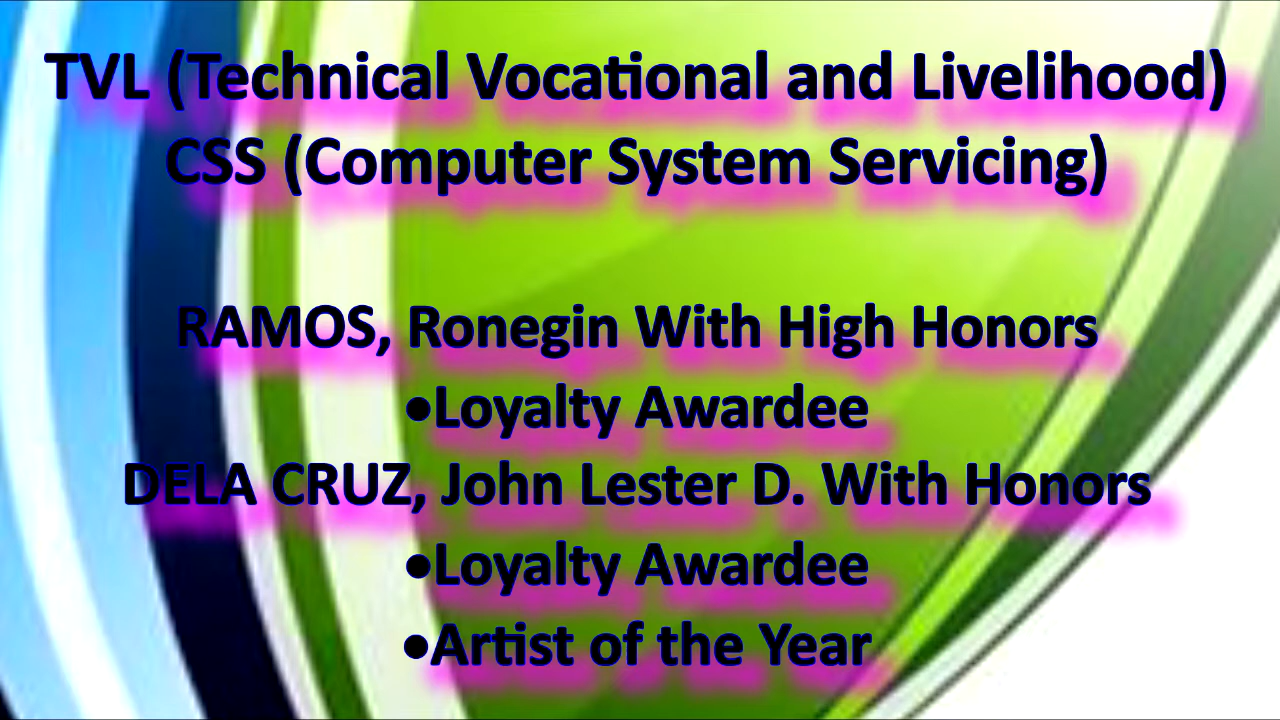 TVL (Technical Vocational and Livelihood)
CSS (Computer System Servicing)
RAMOS, Ronegin With High Honors
•Loyalty Awardee
DELA CRUZ, John Lester D. With Honors
•Loyalty Awardee
•Artist of the Year